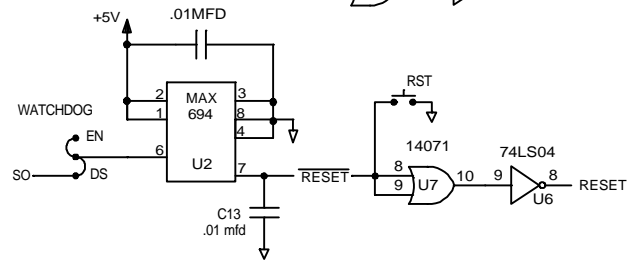 +5V
.01MFD
2
1
MAX
694
3
8
4
WATCHDOG
EN
6
U2
7
SO
DS
RESET
C13
.01 mfd
RST
14071
8
9
U7
10
74LS04
9
8
U6
RESET